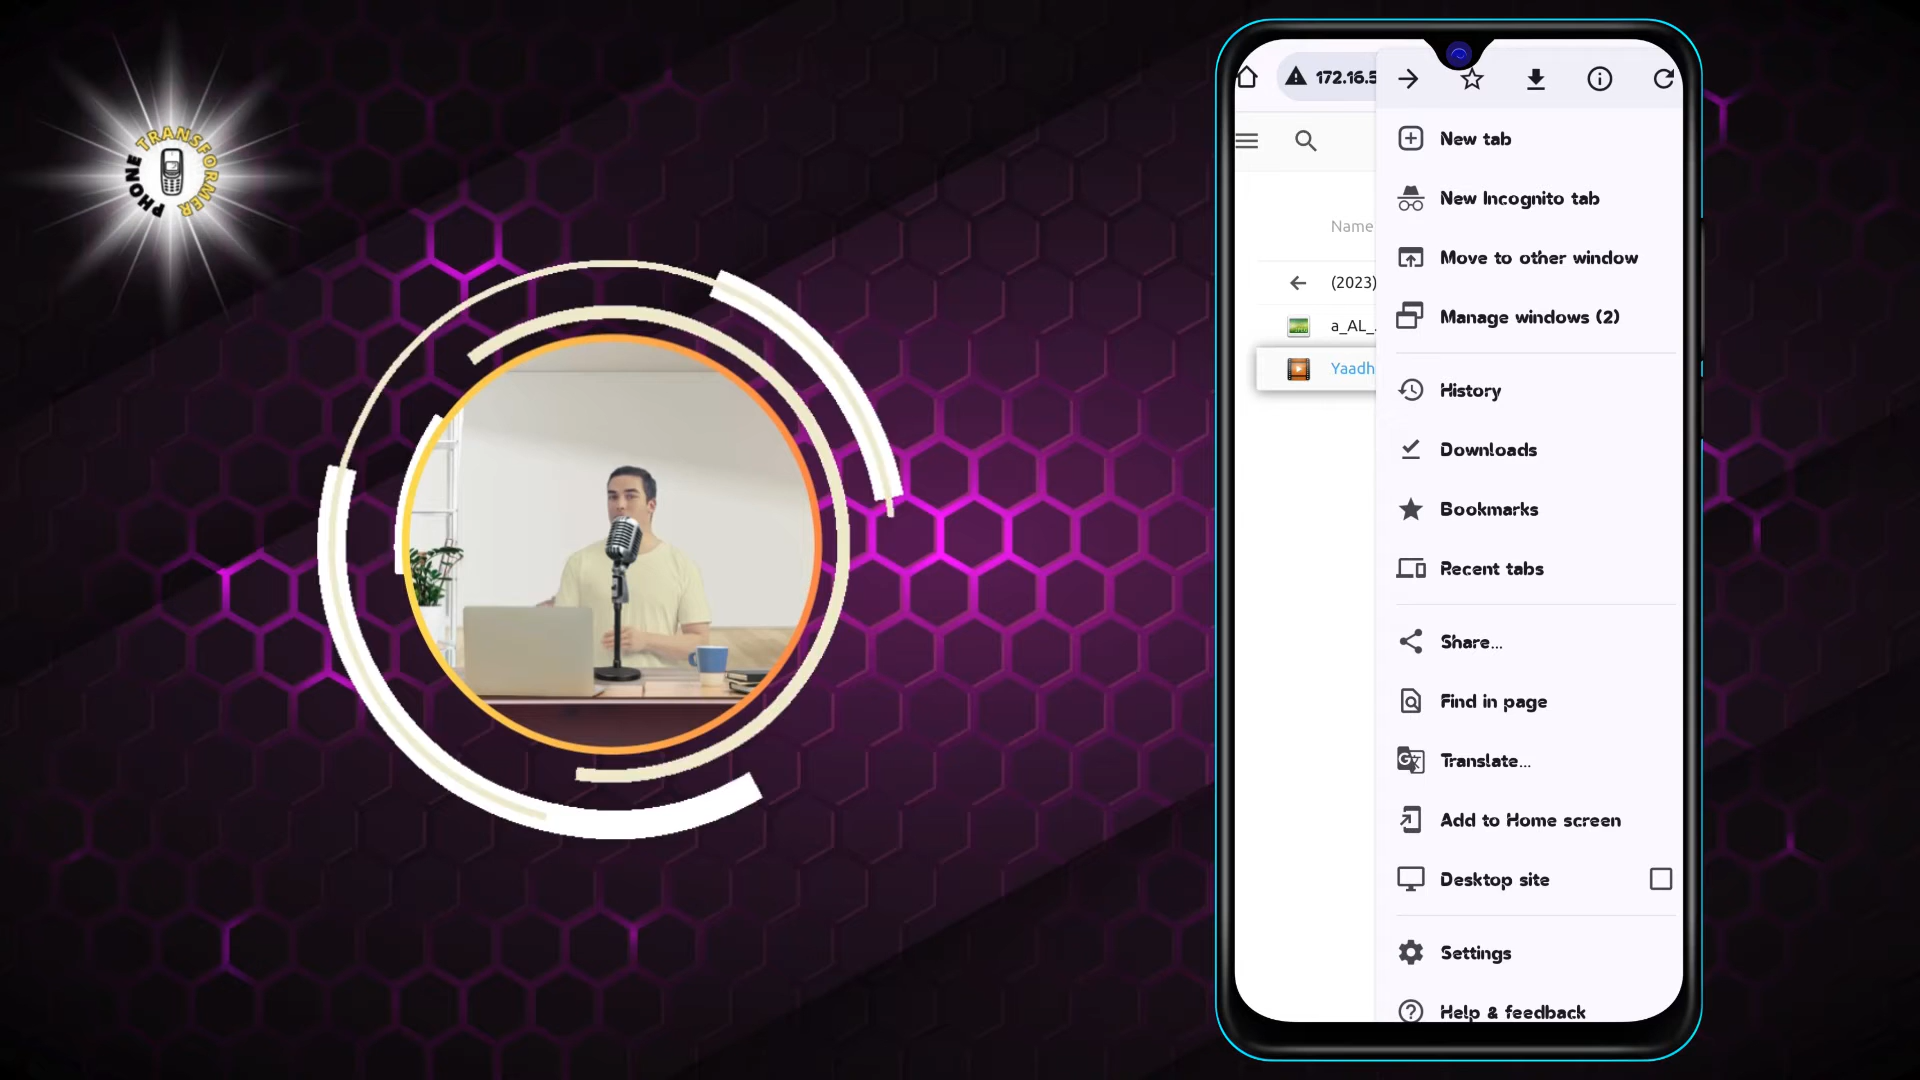 PHONE TRANSFORMER
172.16.5
Name
(2023)
a_AL_.
Yaadh
New tab
New Incognito tab
Move to other window
Manage windows (2)
History
Downloads
Bookmarks
Recent tabs
Share...
Find in page
Translate...
Add to Home screen
Desktop site
Settings
Help & feedback